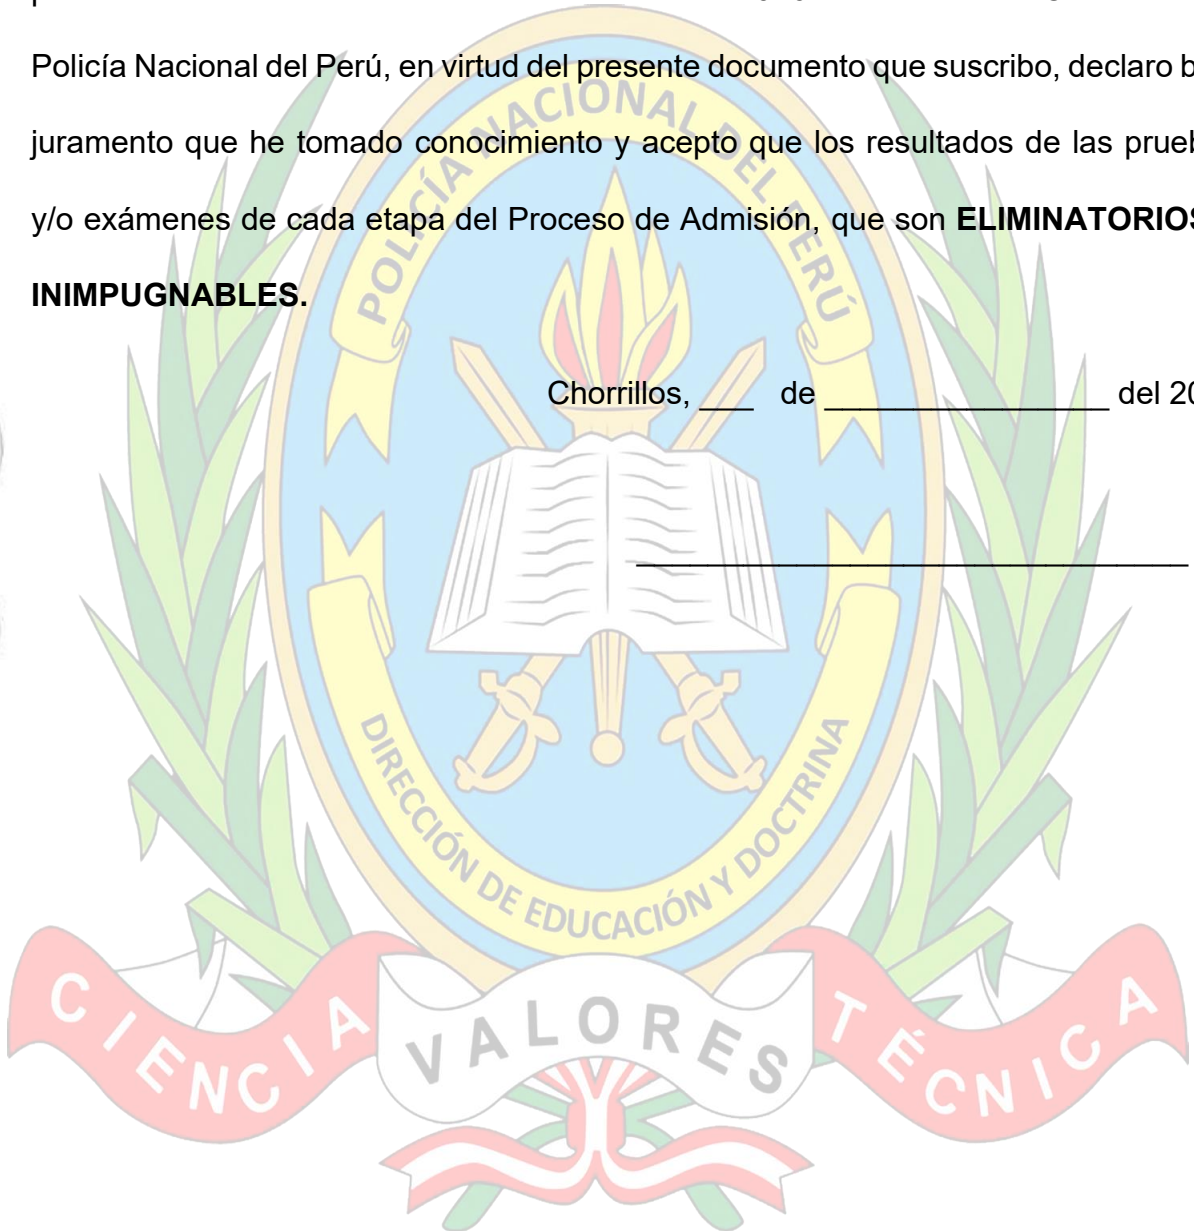 Policía Nacional del Perú, en virtud del presente documento que suscribo, declaro b
juramento que he tomado conocimiento y acepto que los resultados de las prueb
y/o exámenes de cada etapa del Proceso de Admisión, que son ELIMINATORIOS
INIMPUGNABLES.
Chorrillos, ___ de ________________ del 20
_______________________________
POLICÍA NACIONAL DEL PERÚ
DIRECCIÓN DE EDUCACIÓN Y DOCTRINA
CIENCIA VALORES TÉCNICA